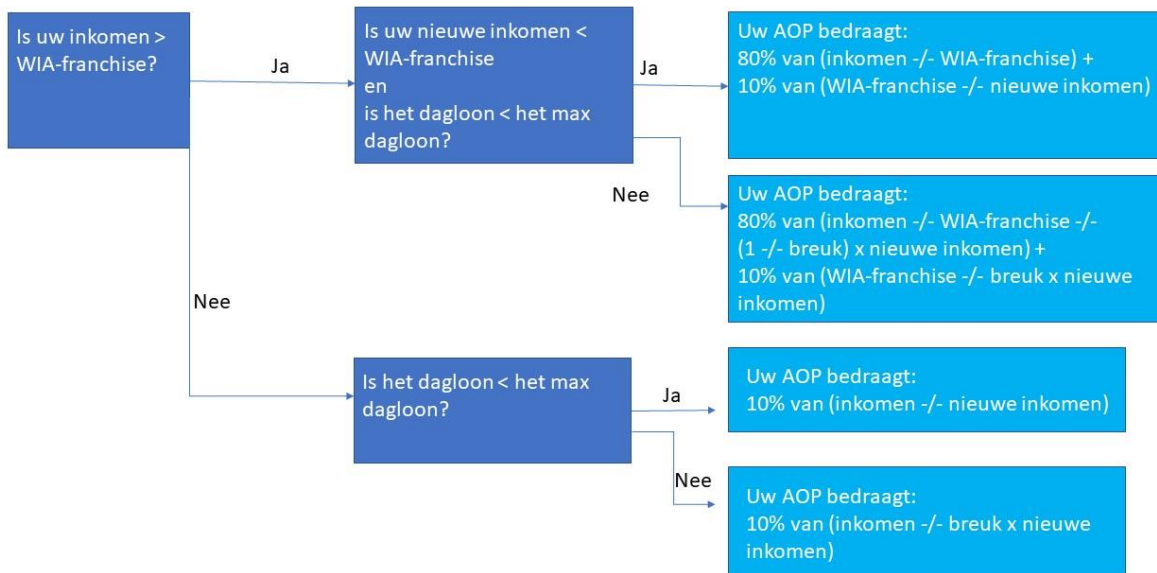 Is uw inkomen >
WIA-franchise?
Ja
Is uw nieuwe inkomen <
WIA-franchise
en
is het dagloon < het max
dagloon?
Ja
Uw AOP bedraagt:
80% van (inkomen -/- WIA-franchise) +
10% van (WIA-franchise -/- nieuwe inkomen)
Nee
Uw AOP bedraagt:
80% van (inkomen -/- WIA-franchise -/-
(1 -/- breuk) x nieuwe inkomen) +
10% van (WIA-franchise -/- breuk x nieuwe
inkomen)
Nee
Is het dagloon < het max
dagloon?
Ja
Uw AOP bedraagt:
10% van (inkomen -/- nieuwe inkomen)
Nee
Uw AOP bedraagt:
10% van (inkomen -/- breuk x nieuwe
inkomen)